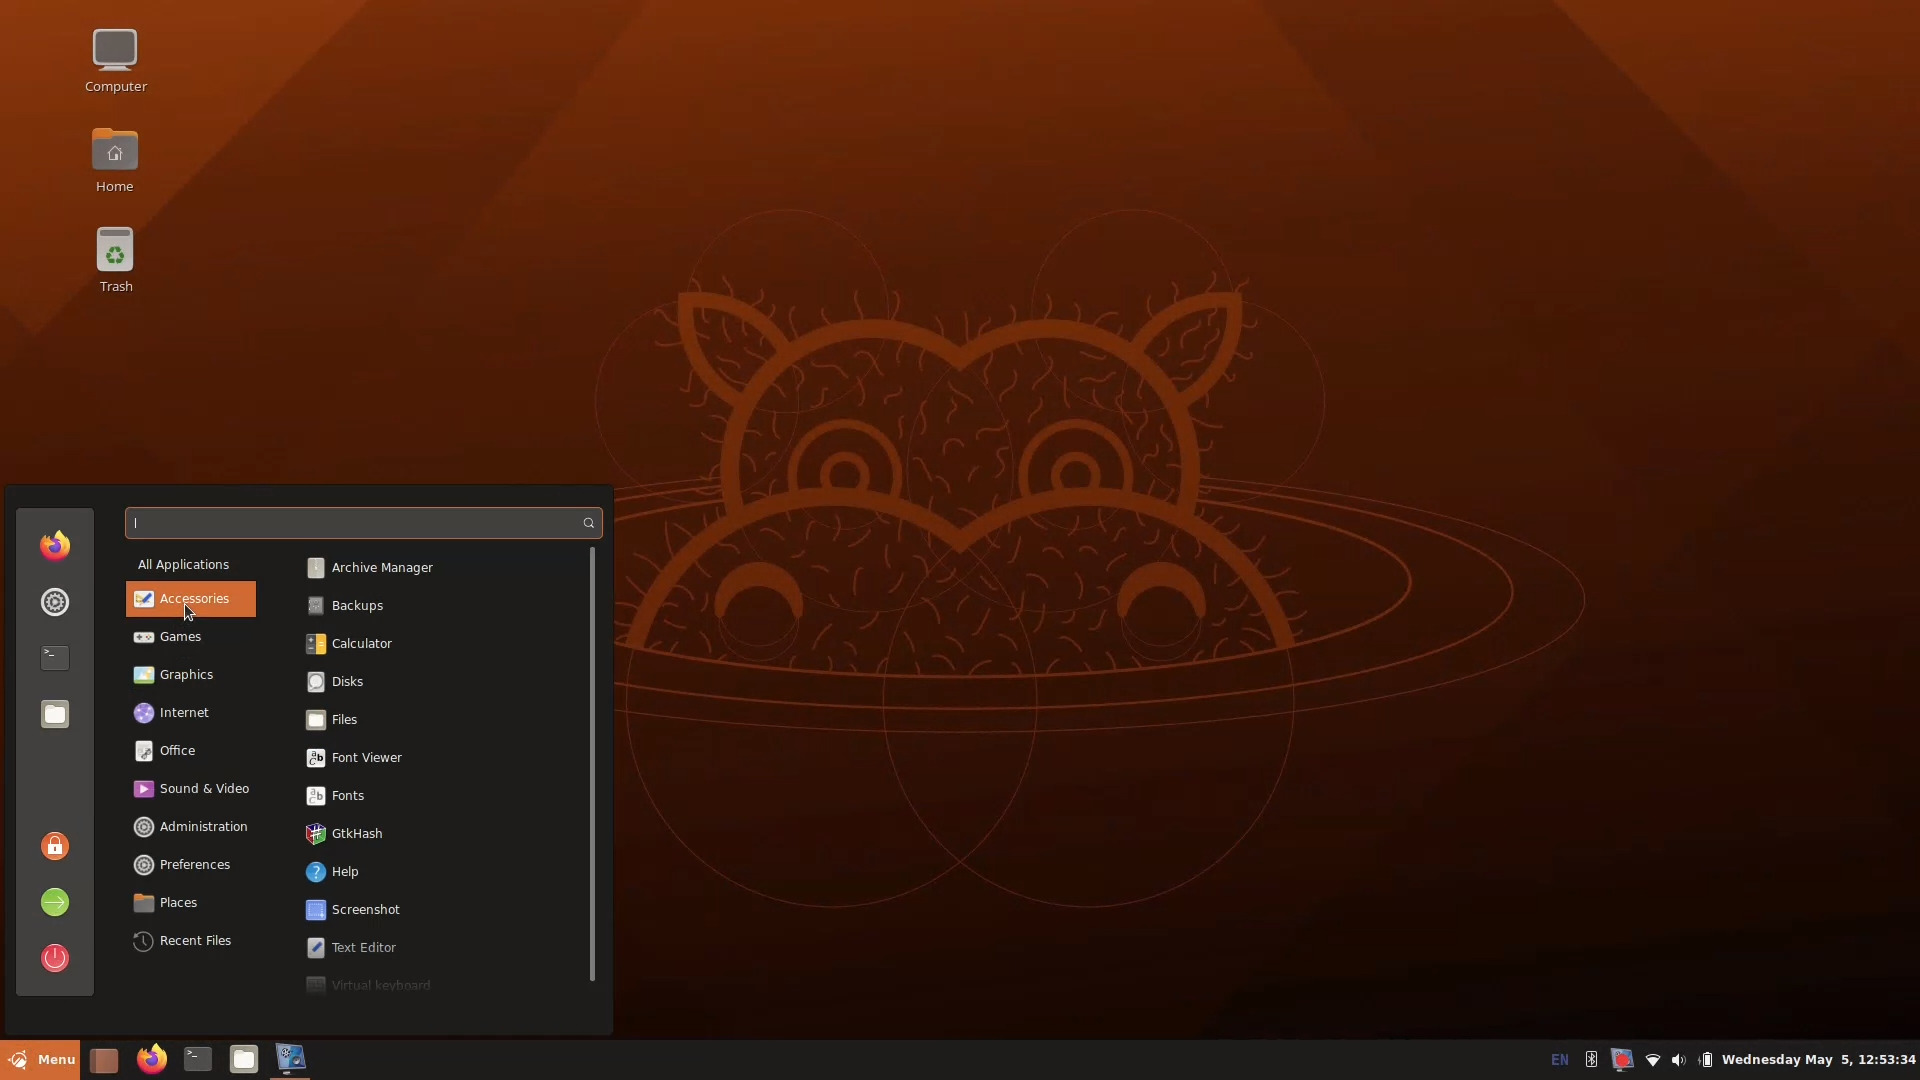 Computer
Home
Trash
All Applications
Accessories
Games
Graphics
Internet
Office
Sound & Video
Administration
Preferences
Places
Recent Files
Archive Manager
Backups
Calculator
Disks
Files
Font Viewer
Fonts
GtkHash
Help
Screenshot
Text Editor
Virtual keyboard
Menu
EN
Wednesday May 5, 12:53:34